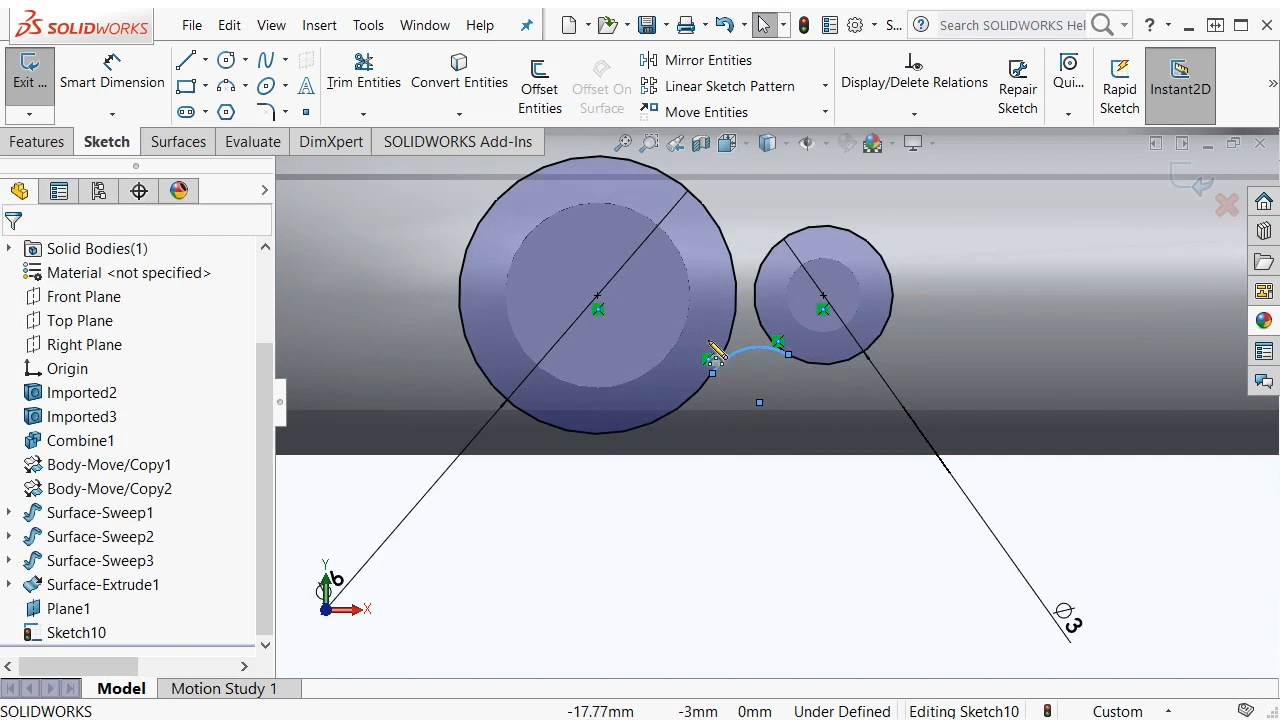 SOLIDWORKS File Edit View Insert Tools Window Help S... Search SOLIDWORKS Hel ?
Exit ... Smart Dimension Trim Entities Convert Entities Offset Entities Offset On Surface Mirror Entities Linear Sketch Pattern Move Entities Display/Delete Relations Repair Sketch Qui... Rapid Sketch Instant2D
Features Sketch Surfaces Evaluate DimXpert SOLIDWORKS Add-Ins
Solid Bodies(1)
Material <not specified>
Front Plane
Top Plane
Right Plane
Origin
Imported2
Imported3
Combine1
Body-Move/Copy1
Body-Move/Copy2
Surface-Sweep1
Surface-Sweep2
Surface-Sweep3
Surface-Extrude1
Plane1
Sketch10
Y
Ø6
X
Ø3
Model Motion Study 1
SOLIDWORKS -17.77mm -3mm 0mm Under Defined Editing Sketch10 Custom